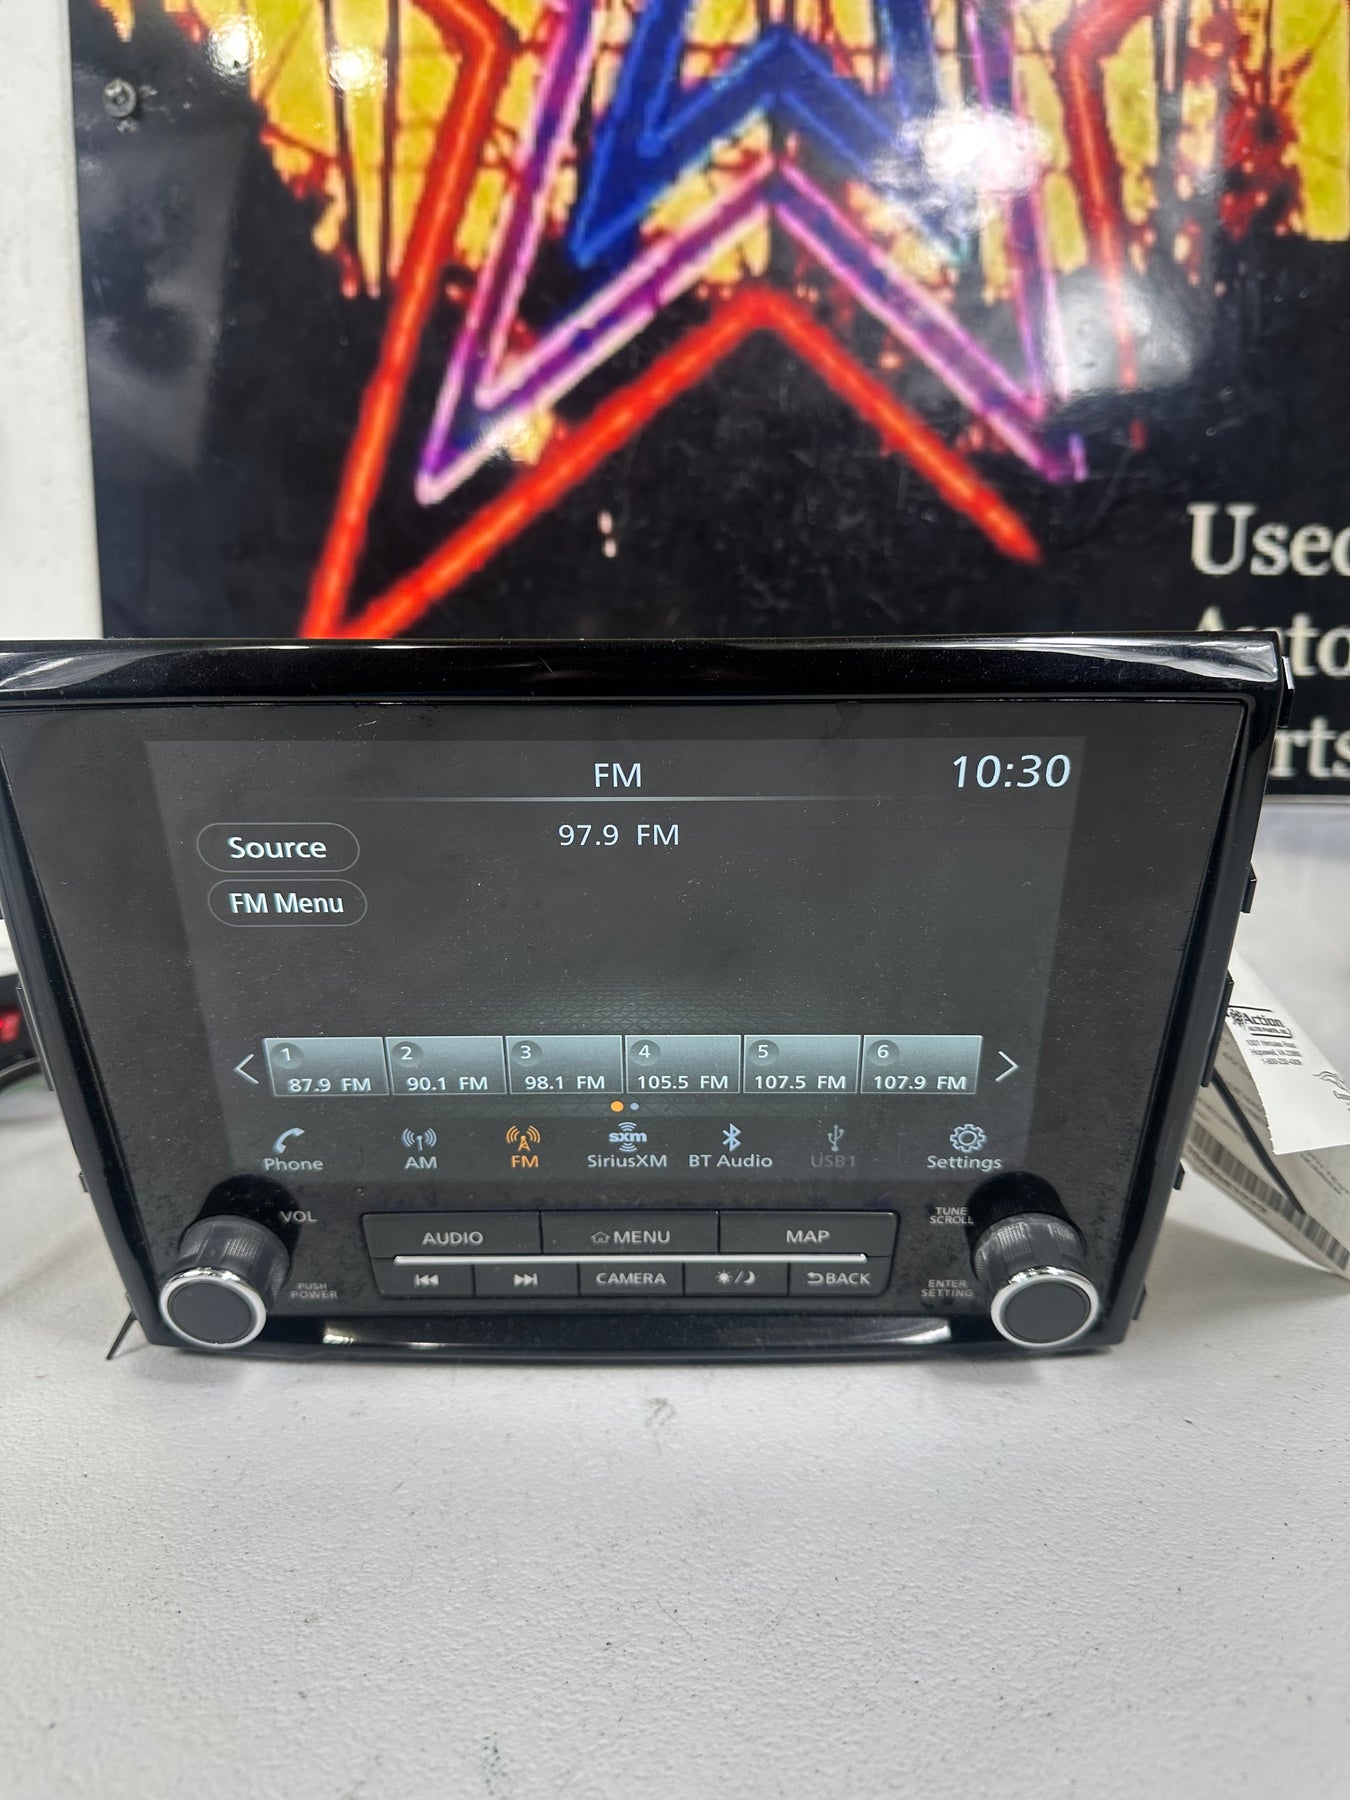 Used
Auto
rts
FM
10:30
97.9 FM
Source
FM Menu
1
87.9 FM
2
90.1 FM
3
98.1 FM
4
105.5 FM
5
107.5 FM
6
107.9 FM
Phone
AM
FM
sxm
SiriusXM
BT Audio
USB1
Settings
VOL
PUSH
POWER
AUDIO
MENU
MAP
CAMERA
BACK
TUNE
SCROLL
ENTER
SETTING
Action